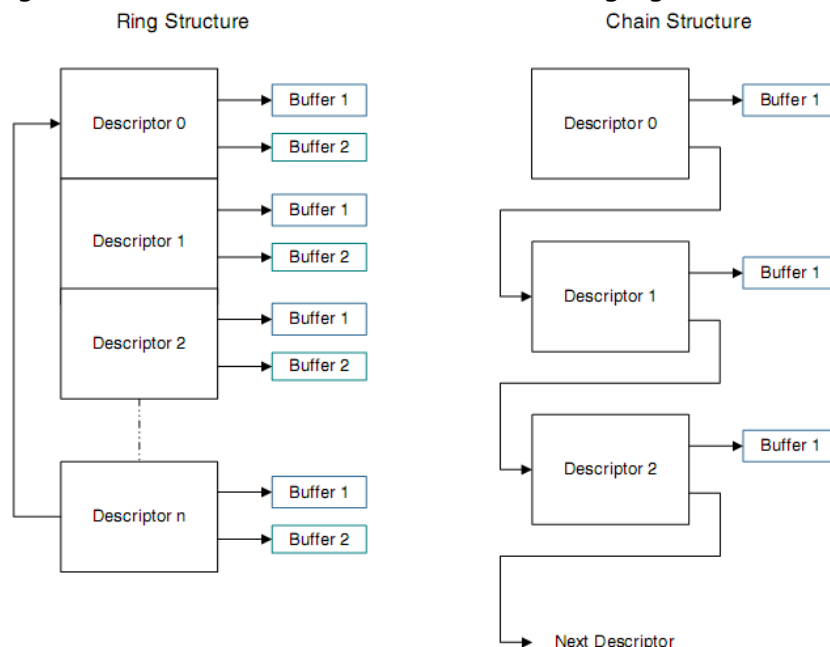 Ring Structure
Descriptor 0
Buffer 1
Buffer 2
Descriptor 1
Buffer 1
Buffer 2
Descriptor 2
Buffer 1
Buffer 2
Descriptor n
Buffer 1
Buffer 2
Chain Structure
Descriptor 0
Buffer 1
Descriptor 1
Buffer 1
Descriptor 2
Buffer 1
Next Descriptor